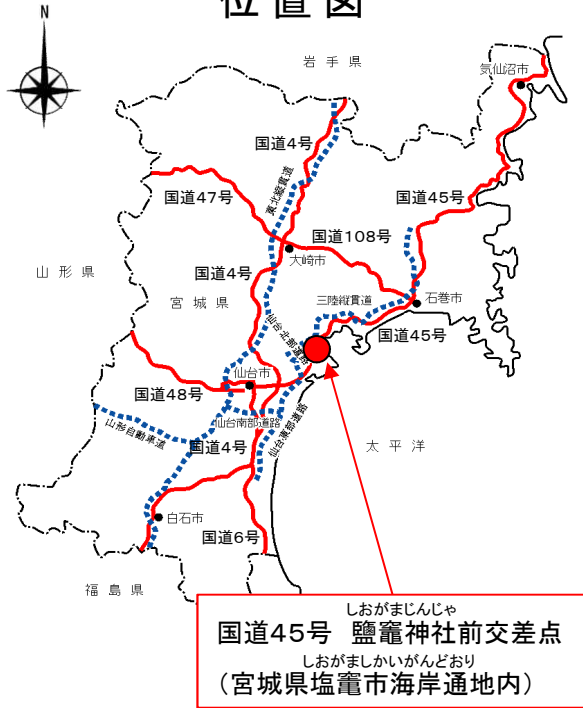 位置図
N
岩手県
気仙沼市
国道4号
東北縦貫道
国道47号
国道45号
国道108号
大崎市
山形県
国道4号
宮城県
三陸縦貫道
石巻市
仙台北部道路
国道45号
仙台市
国道48号
仙台南部道路
仙台東部道路
山形自動車道
国道4号
太平洋
白石市
国道6号
福島県
しおがまじんじゃ
国道45号 鹽竈神社前交差点
しおがましかいがんどおり
(宮城県塩竈市海岸通地内)